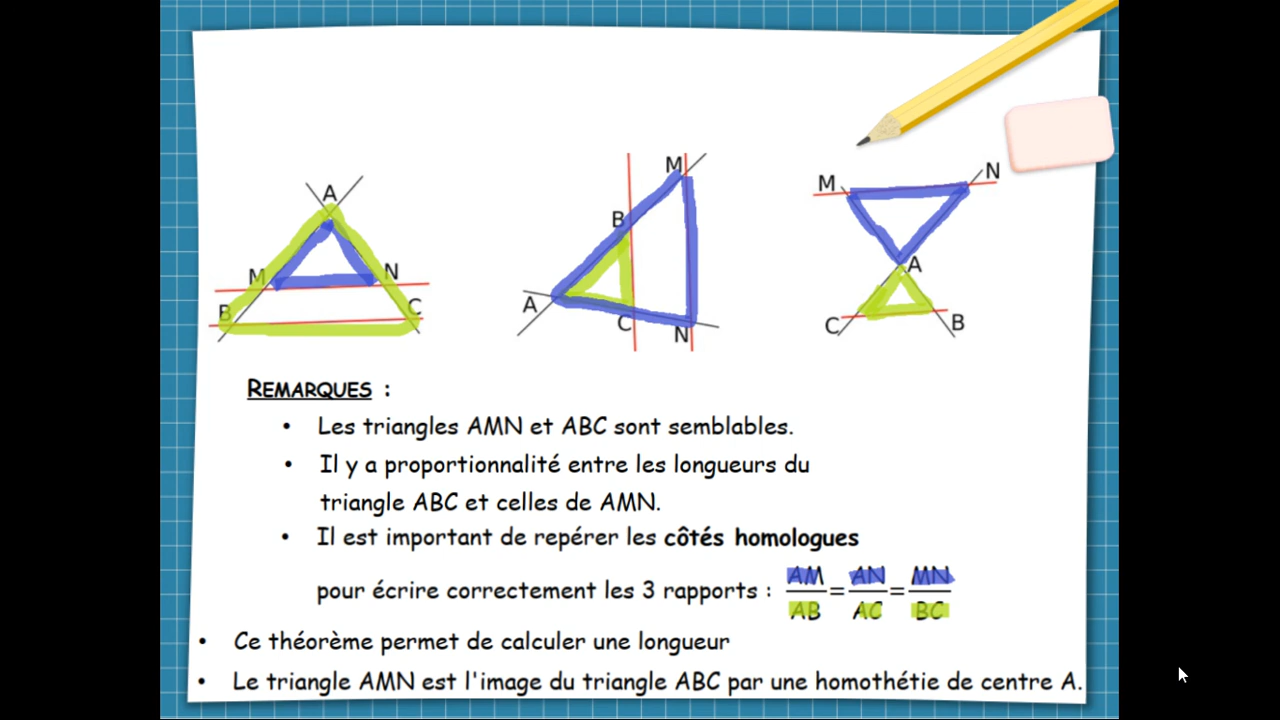 A
M
N
B
C
M
B
A
C
N
M
N
A
C
B
REMARQUES :
• Les triangles AMN et ABC sont semblables.
• Il y a proportionnalité entre les longueurs du
triangle ABC et celles de AMN.
• Il est important de repérer les côtés homologues
pour écrire correctement les 3 rapports : AM/AB = AN/AC = MN/BC
• Ce théorème permet de calculer une longueur
• Le triangle AMN est l'image du triangle ABC par une homothétie de centre A.